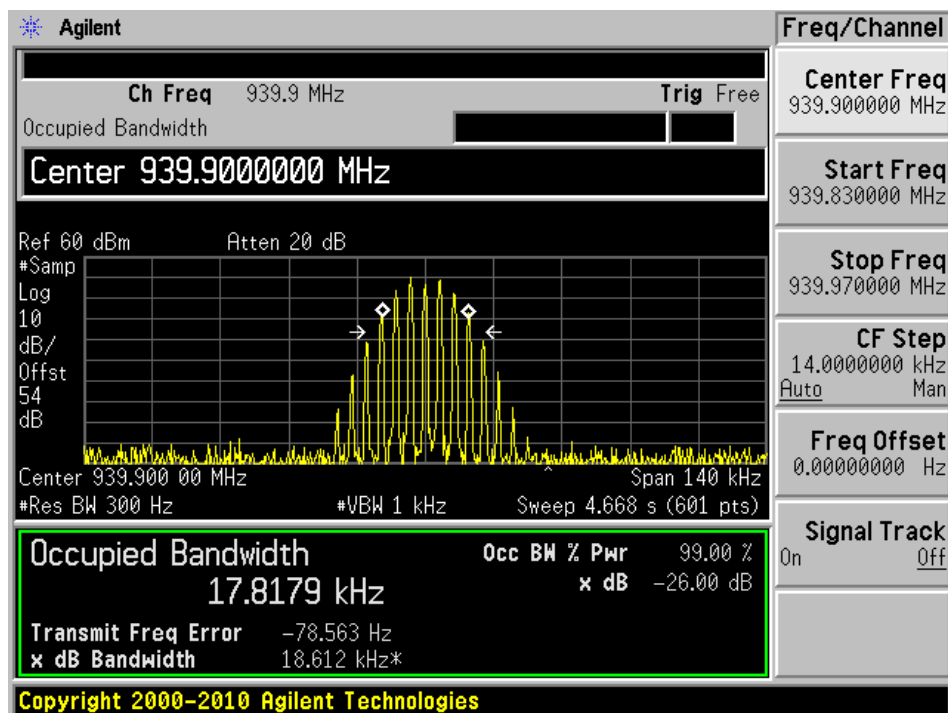 Agilent
Freq/Channel
Ch Freq 939.9 MHz Trig Free
Occupied Bandwidth
Center 939.9000000 MHz
Ref 60 dBm Atten 20 dB
#Samp
Log
10
dB/
Offst
54
dB
Center 939.900 00 MHz Span 140 kHz
#Res BW 300 Hz #VBW 1 kHz Sweep 4.668 s (601 pts)
Occupied Bandwidth Occ BW % Pwr 99.00 %
17.8179 kHz x dB -26.00 dB
Transmit Freq Error -78.563 Hz
x dB Bandwidth 18.612 kHz*
Center Freq
939.900000 MHz
Start Freq
939.830000 MHz
Stop Freq
939.970000 MHz
CF Step
14.0000000 kHz
Auto Man
Freq Offset
0.00000000 Hz
Signal Track
On Off
Copyright 2000-2010 Agilent Technologies